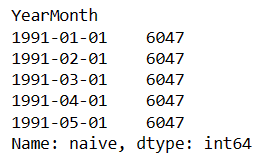 YearMonth
1991-01-01    6047
1991-02-01    6047
1991-03-01    6047
1991-04-01    6047
1991-05-01    6047
Name: naive, dtype: int64